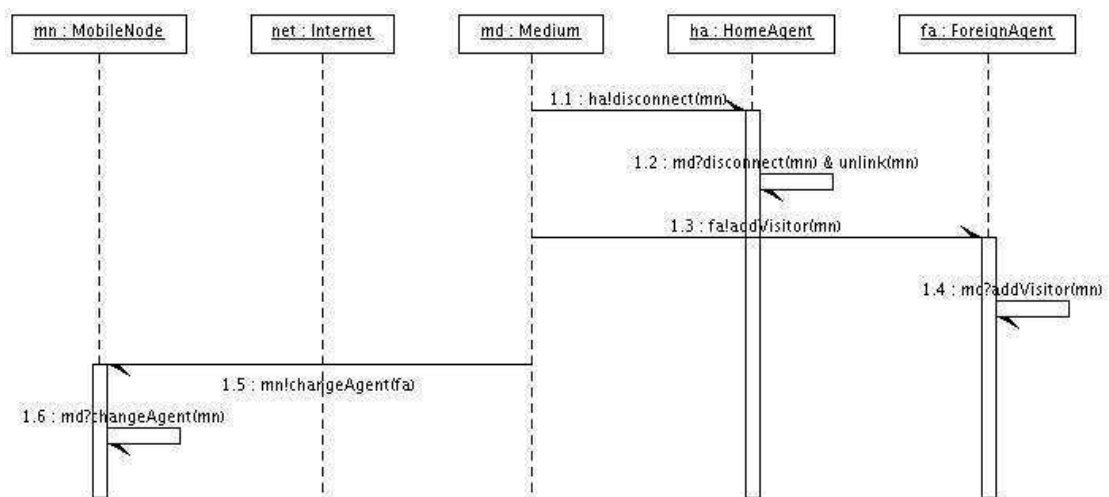 mn : MobileNode
net : Internet
md : Medium
ha : HomeAgent
fa : ForeignAgent
1.1 : ha!disconnect(mn)
1.2 : md?disconnect(mn) & unlink(mn)
1.3 : fa!addVisitor(mn)
1.4 : md?addVisitor(mn)
1.5 : mn!changeAgent(fa)
1.6 : md?changeAgent(mn)